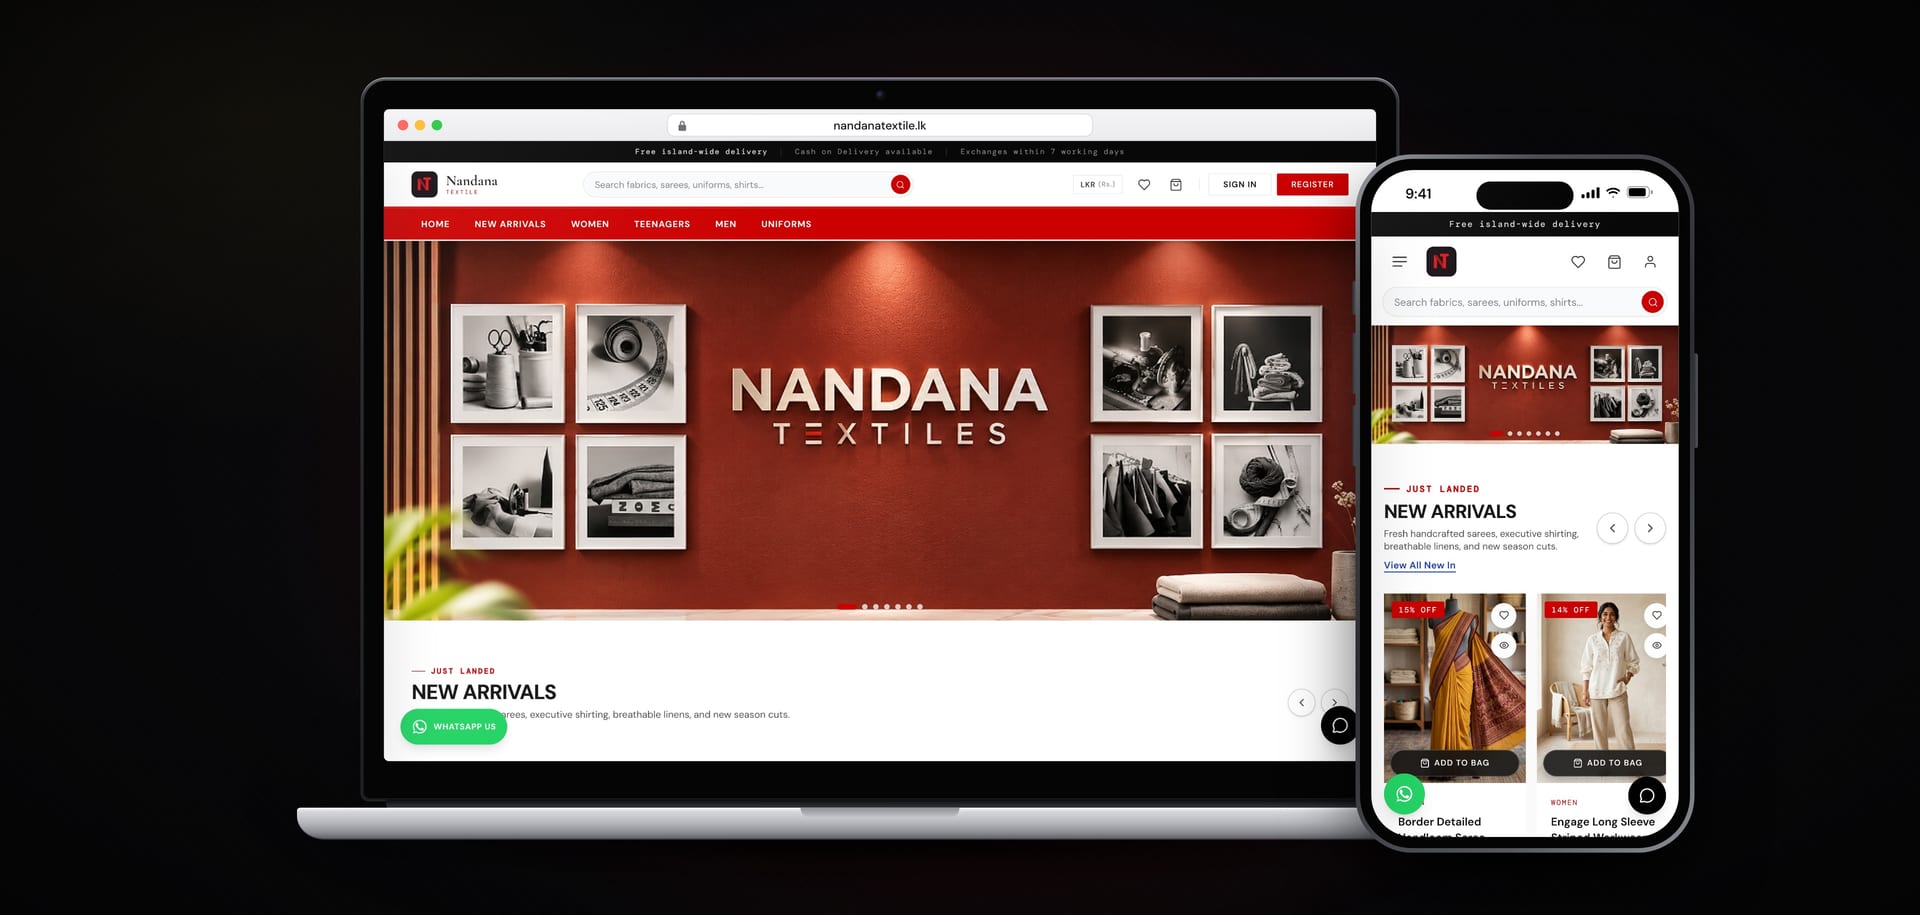 nandanatextile.lk
Free island-wide delivery | Cash on Delivery available | Exchanges within 7 working days
NT
Nandana
TEXTILE
Search fabrics, sarees, uniforms, shirts...
LKR (Rs.)
SIGN IN
REGISTER
HOME NEW ARRIVALS WOMEN TEENAGERS MEN UNIFORMS
NANDANA
TEXTILES
JUST LANDED
NEW ARRIVALS
executive shirting, breathable linens, and new season cuts.
WHATSAPP US
9:41
Free island-wide delivery
NT
Search fabrics, sarees, uniforms, shirts...
NANDANA
TEXTILES
JUST LANDED
NEW ARRIVALS
Fresh handcrafted sarees, executive shirting,
breathable linens, and new season cuts.
View All New In
15% OFF
14% OFF
ADD TO BAG
ADD TO BAG
WOMEN
Border Detailed
Engage Long Sleeve